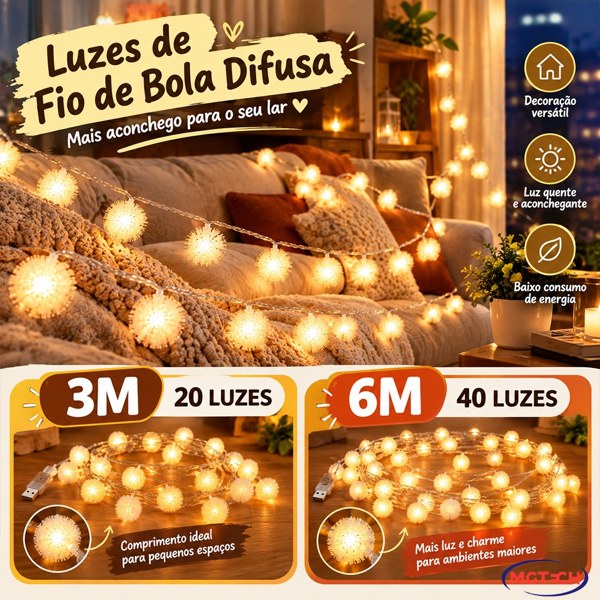 Luzes de
Fio de Bola Difusa
Mais aconchego para o seu lar
Decoração
versátil
Luz quente
e aconchegante
Baixo consumo
de energia
3M
20 LUZES
Comprimento ideal
para pequenos espaços
6M
40 LUZES
Mais luz e charme
para ambientes maiores